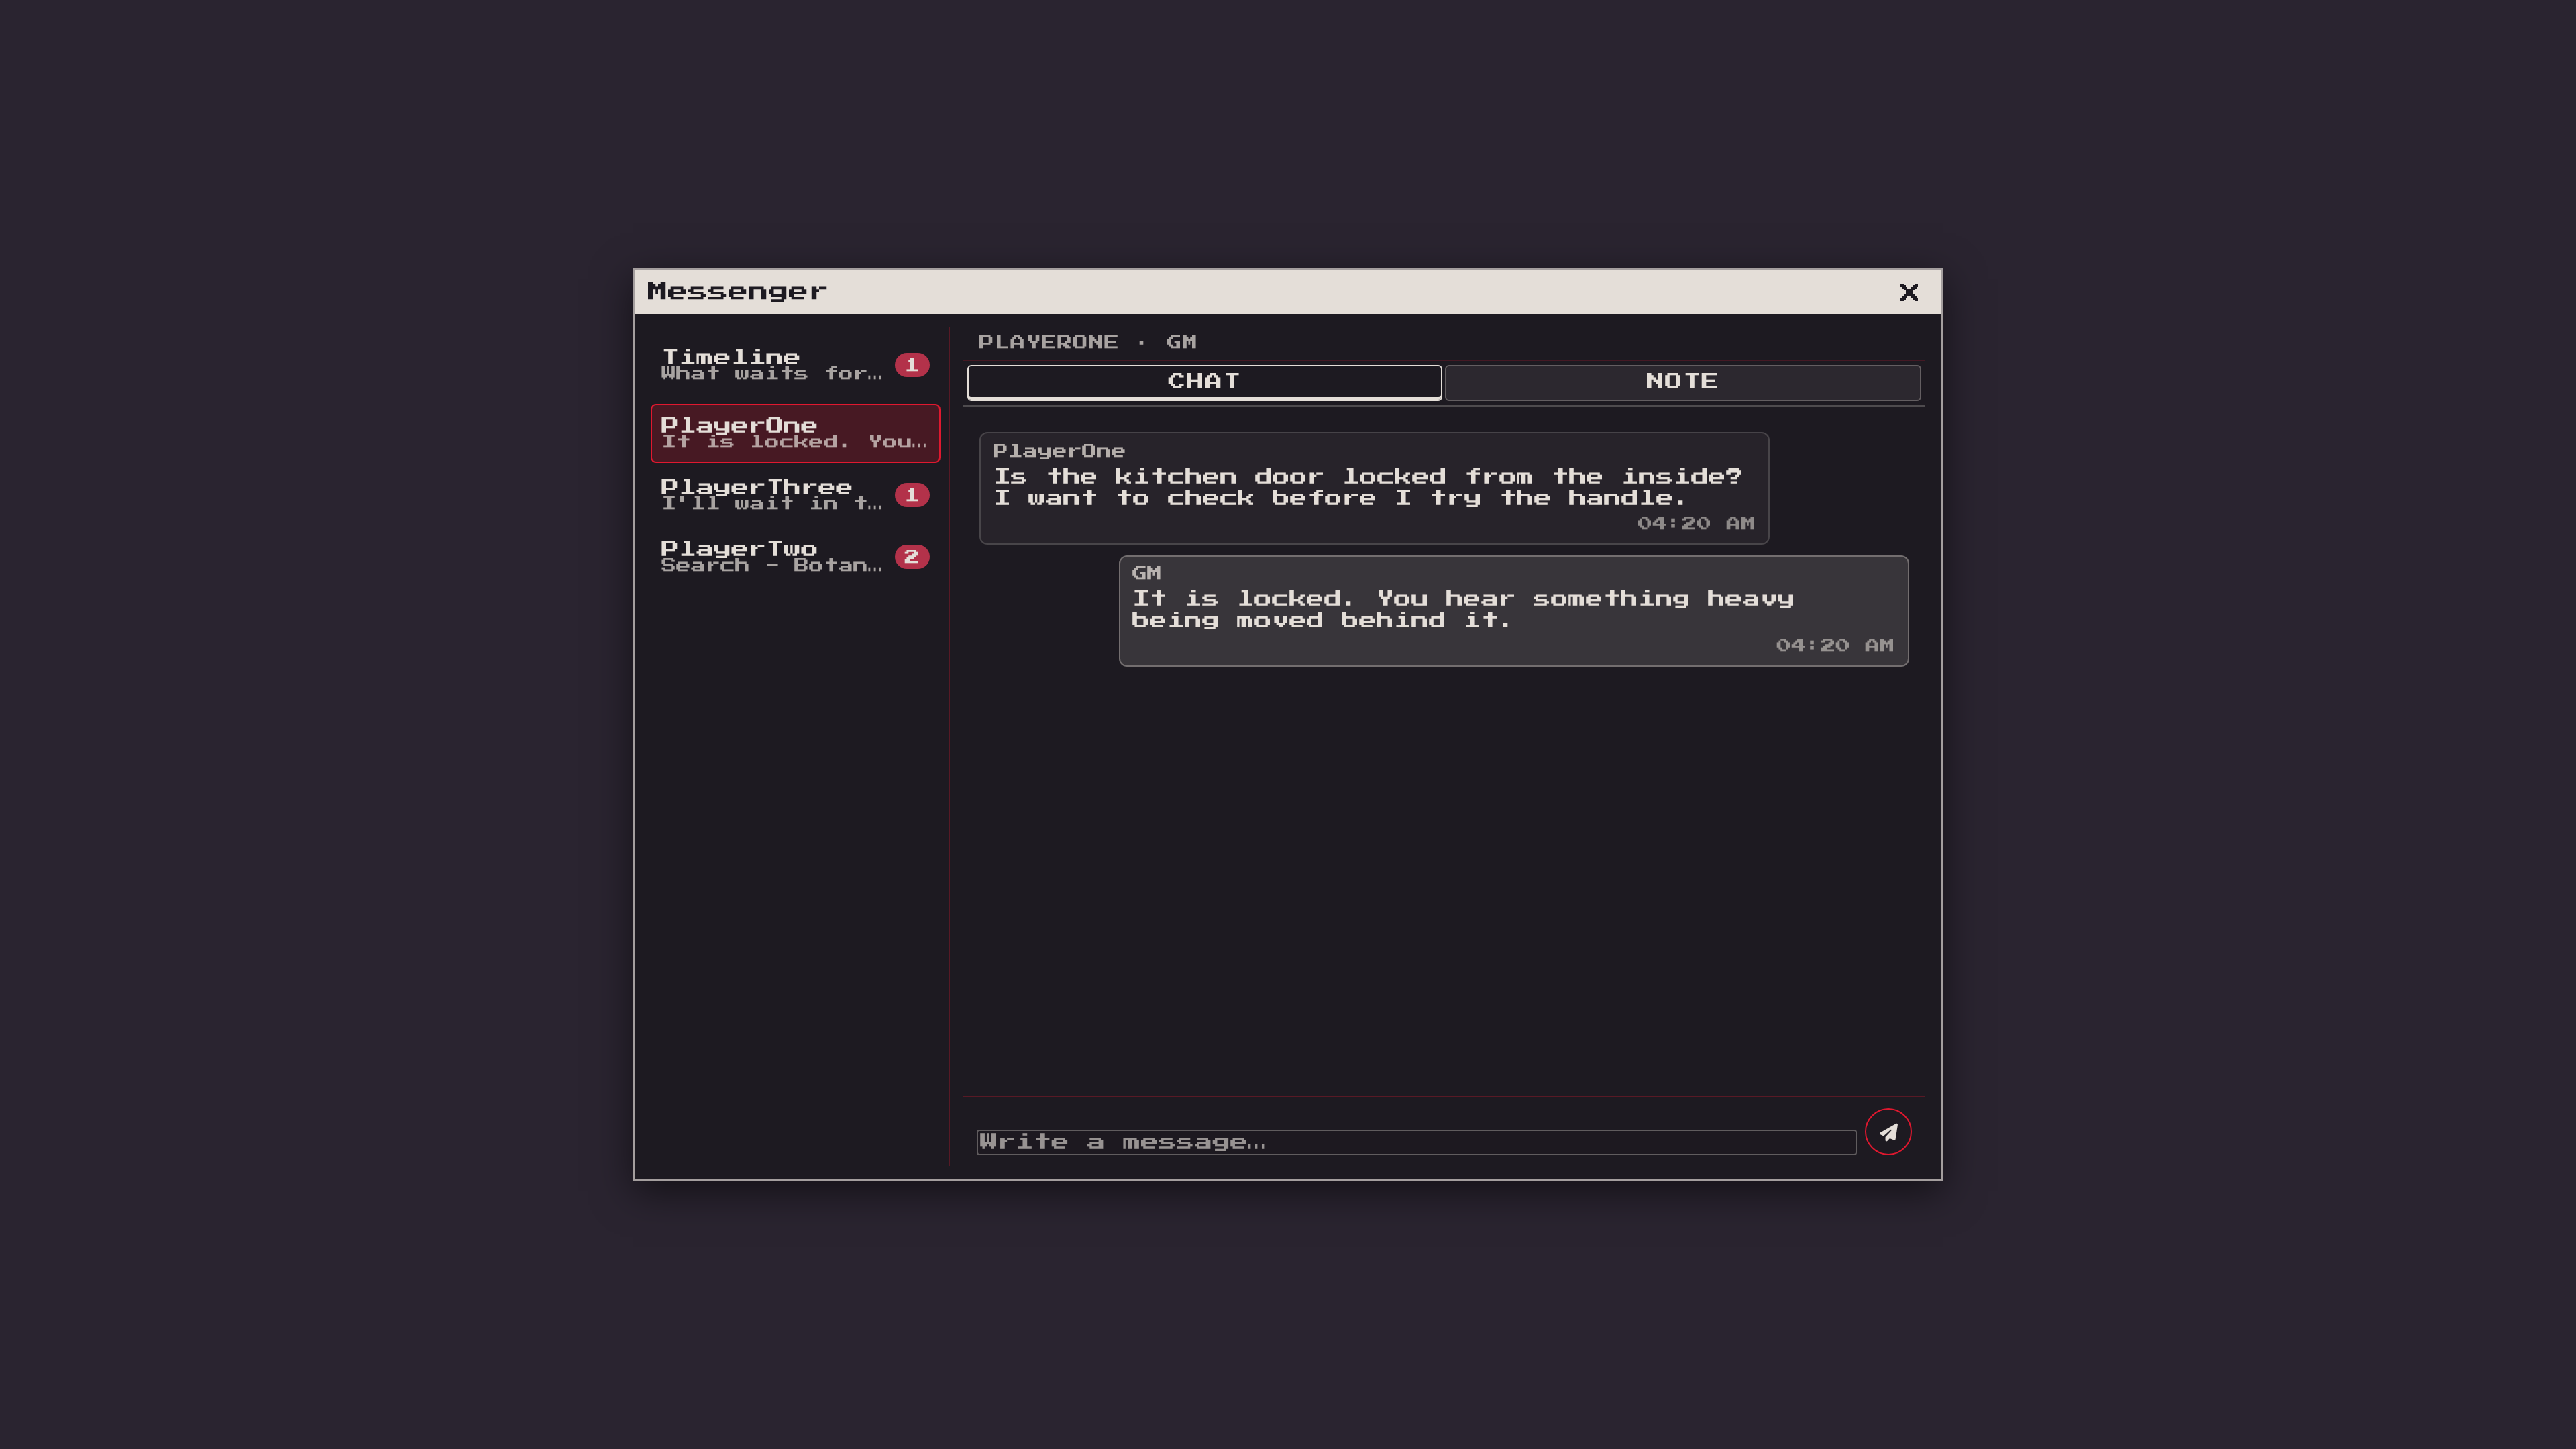 Messenger
Timeline
What waits for…
1
PlayerOne
It is locked. You…
PlayerThree
I'll wait in t…
1
PlayerTwo
Search - Botan…
2
PLAYERONE · GM
CHAT
NOTE
PlayerOne
Is the kitchen door locked from the inside?
I want to check before I try the handle.
04:20 AM
GM
It is locked. You hear something heavy
being moved behind it.
04:20 AM
Write a message…